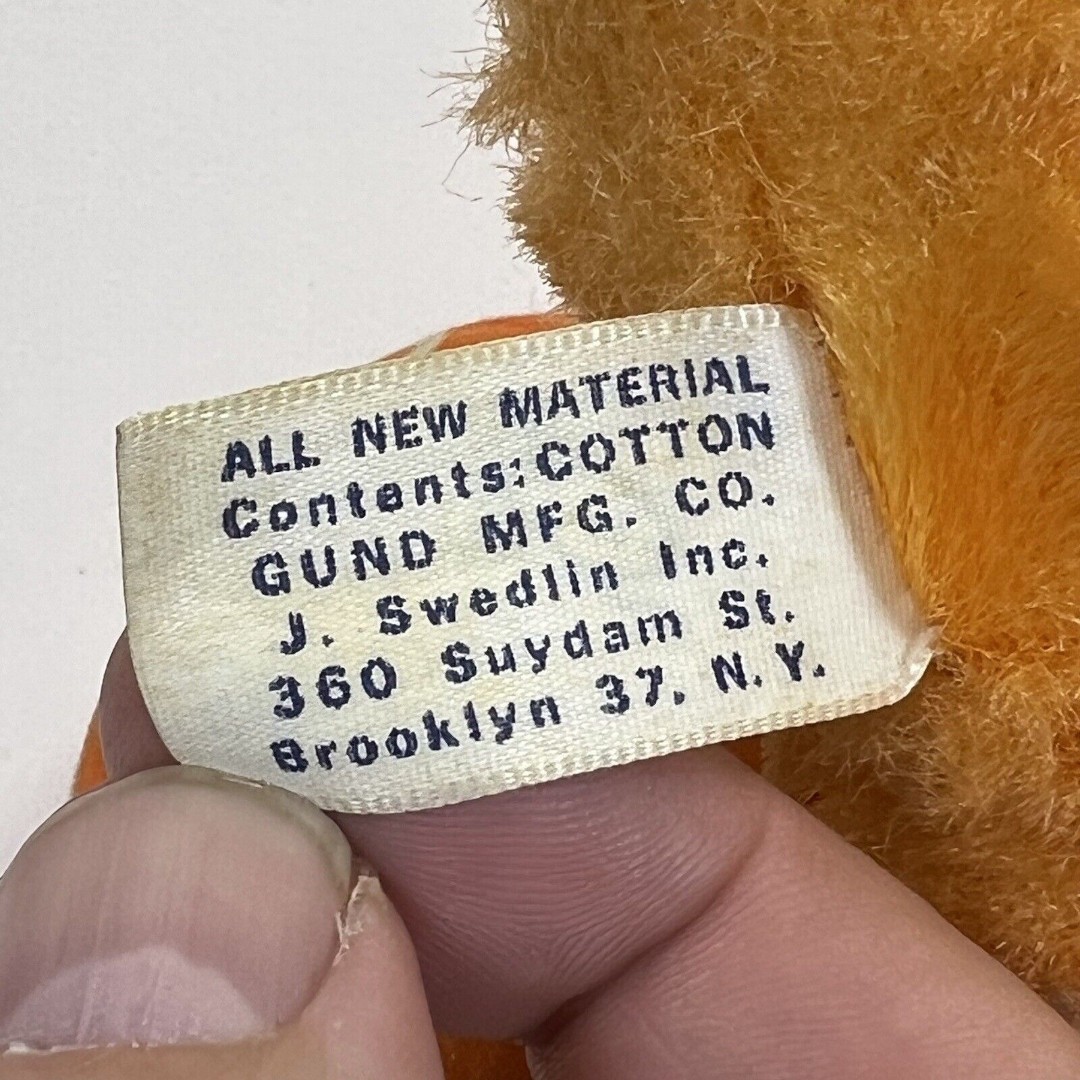 ALL NEW MATERIAL
Contents: COTTON
GUND MFG. CO.
J. Swedlin Inc.
360 Suydam St.
Brooklyn 37, N.Y.